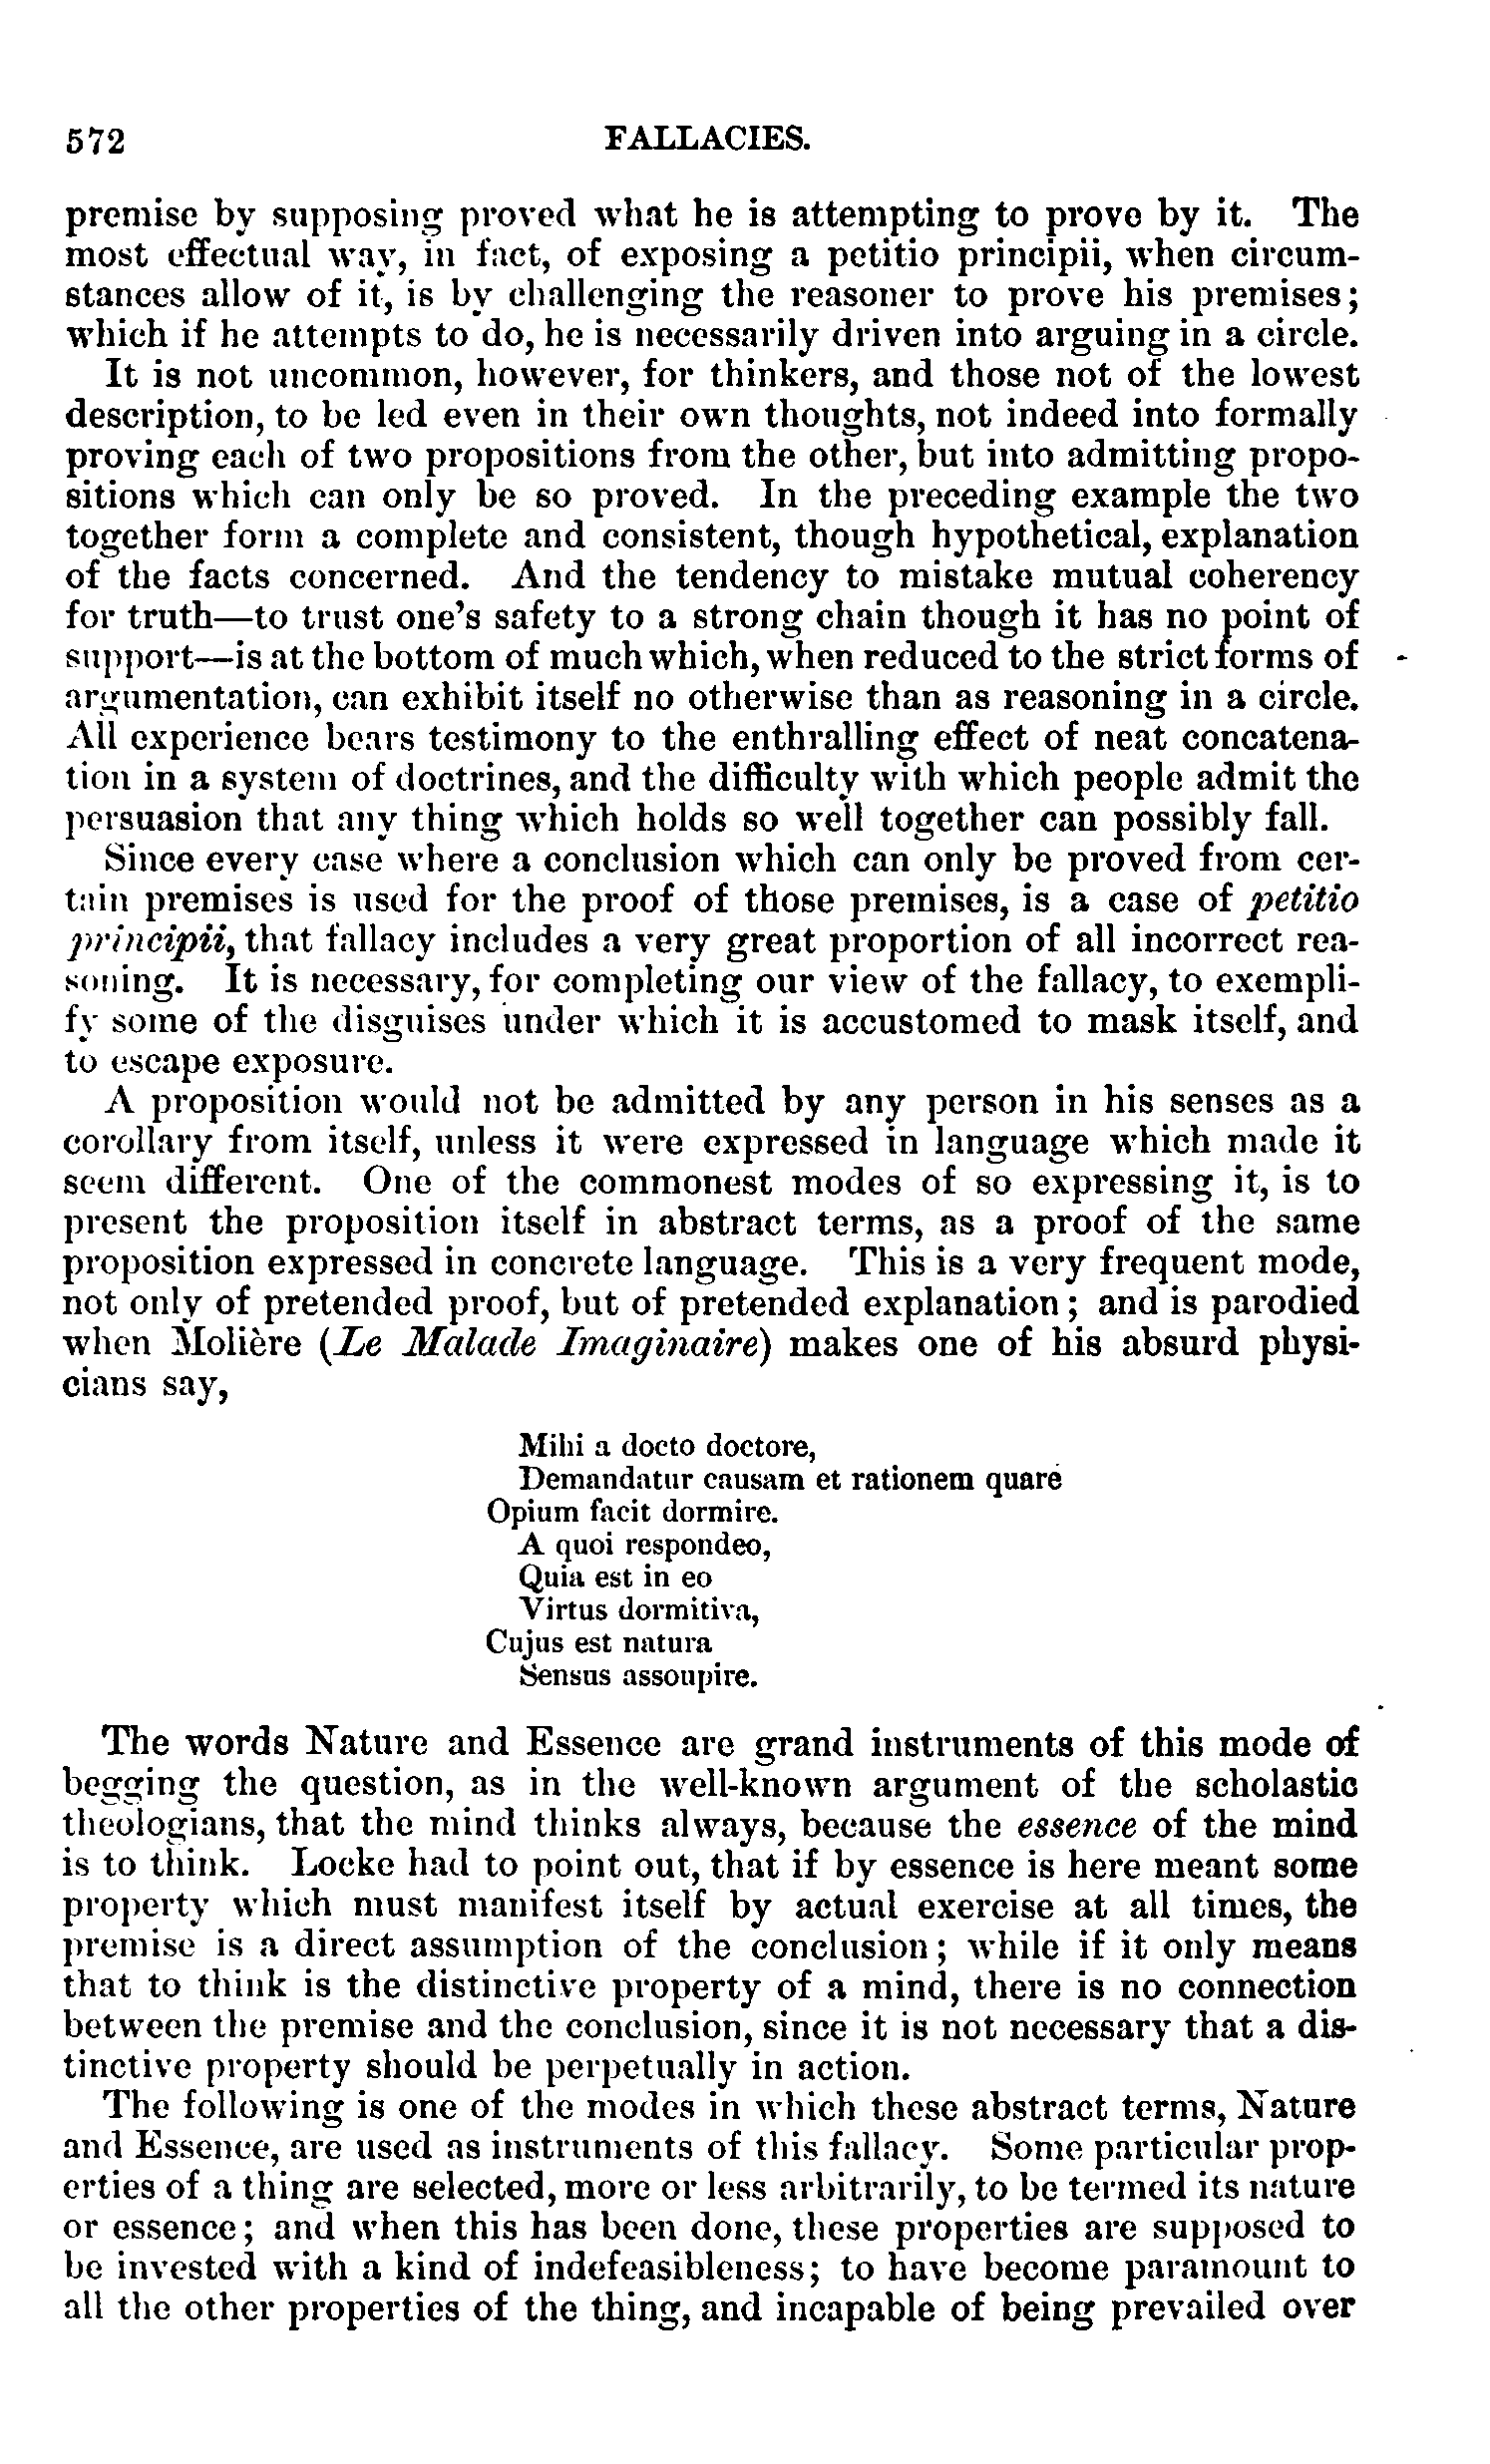 572 FALLACIES.
premise by supposing proved what he is attempting to prove by it. The
most effectual way, in fact, of exposing a petitio principii, when circum-
stances allow of it, is by challenging the reasoner to prove his premises;
which if he attempts to do, he is necessarily driven into arguing in a circle.
It is not uncommon, however, for thinkers, and those not of the lowest
description, to be led even in their own thoughts, not indeed into formally
proving each of two propositions from the other, but into admitting propo-
sitions which can only be so proved. In the preceding example the two
together form a complete and consistent, though hypothetical, explanation
of the facts concerned. And the tendency to mistake mutual coherency
for truth—to trust one's safety to a strong chain though it has no point of
support—is at the bottom of much which, when reduced to the strict forms of
argumentation, can exhibit itself no otherwise than as reasoning in a circle.
All experience bears testimony to the enthralling effect of neat concatena-
tion in a system of doctrines, and the difficulty with which people admit the
persuasion that any thing which holds so well together can possibly fall.
Since every case where a conclusion which can only be proved from cer-
tain premises is used for the proof of those premises, is a case of petitio
principii, that fallacy includes a very great proportion of all incorrect rea-
soning. It is necessary, for completing our view of the fallacy, to exempli-
fy some of the disguises under which it is accustomed to mask itself, and
to escape exposure.
A proposition would not be admitted by any person in his senses as a
corollary from itself, unless it were expressed in language which made it
seem different. One of the commonest modes of so expressing it, is to
present the proposition itself in abstract terms, as a proof of the same
proposition expressed in concrete language. This is a very frequent mode,
not only of pretended proof, but of pretended explanation; and is parodied
when Molière (Le Malade Imaginaire) makes one of his absurd physi-
cians say,
Mihi a docto doctore,
Demandatur causam et rationem quare
Opium facit dormire.
A quoi respondeo,
Quia est in eo
Virtus dormitiva,
Cujus est natura
Sensus assoupire.
The words Nature and Essence are grand instruments of this mode of
begging the question, as in the well-known argument of the scholastic
theologians, that the mind thinks always, because the essence of the mind
is to think. Locke had to point out, that if by essence is here meant some
property which must manifest itself by actual exercise at all times, the
premise is a direct assumption of the conclusion; while if it only means
that to think is the distinctive property of a mind, there is no connection
between the premise and the conclusion, since it is not necessary that a dis-
tinctive property should be perpetually in action.
The following is one of the modes in which these abstract terms, Nature
and Essence, are used as instruments of this fallacy. Some particular prop-
erties of a thing are selected, more or less arbitrarily, to be termed its nature
or essence; and when this has been done, these properties are supposed to
be invested with a kind of indefeasibleness; to have become paramount to
all the other properties of the thing, and incapable of being prevailed over